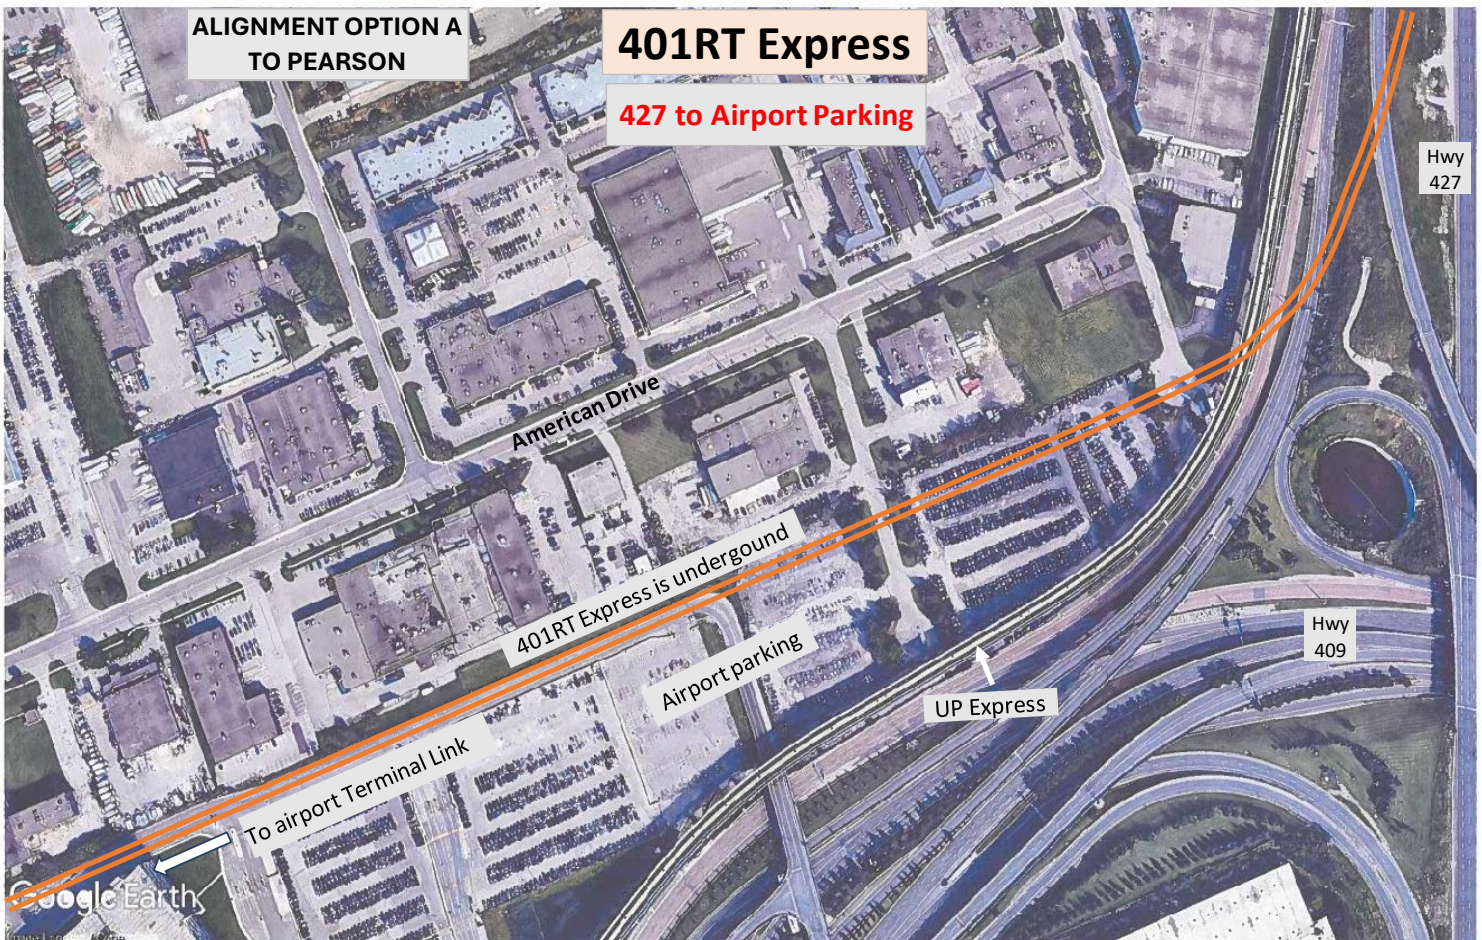 ALIGNMENT OPTION A
TO PEARSON
401RT Express
427 to Airport Parking
Hwy
427
American Drive
401RT Express is undergound
Airport parking
Hwy
409
UP Express
To airport Terminal Link
Google Earth